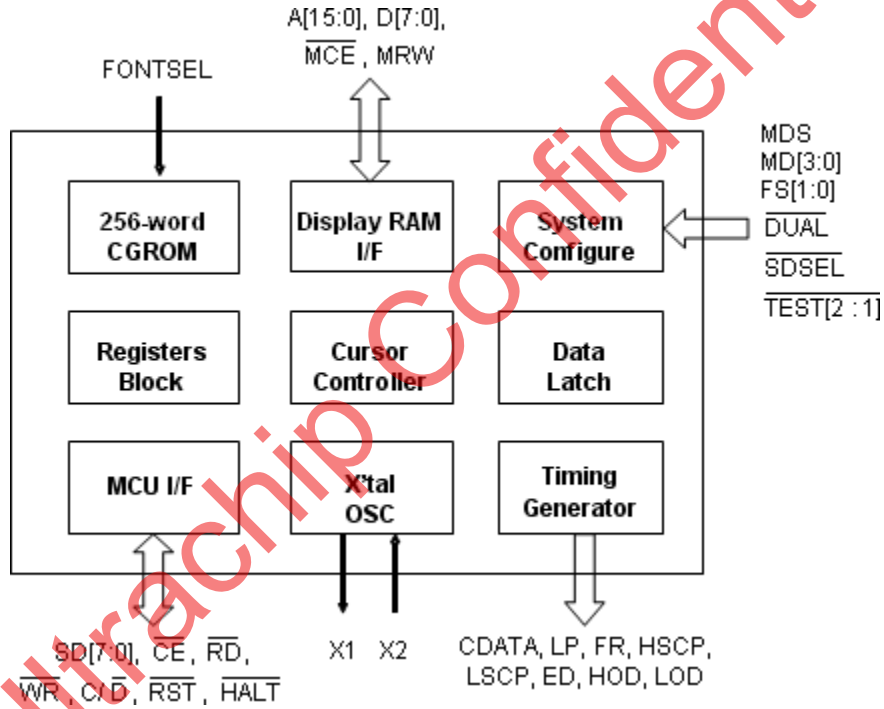 A[15:0], D[7:0],
MCE , MRW
FONTSEL
MDS
MD[3:0]
FS[1:0]
DUAL
SDSEL
TEST[2 : 1]
256-word
CGROM
Display RAM
I/F
System
Configure
Registers
Block
Cursor
Controller
Data
Latch
MCU I/F
X'tal
OSC
Timing
Generator
SD[7:0], CE, RD,
WR , C/ D, RST , HALT
X1 X2
CDATA, LP, FR, HSCP,
LSCP, ED, HOD, LOD
Ultrachip Confident